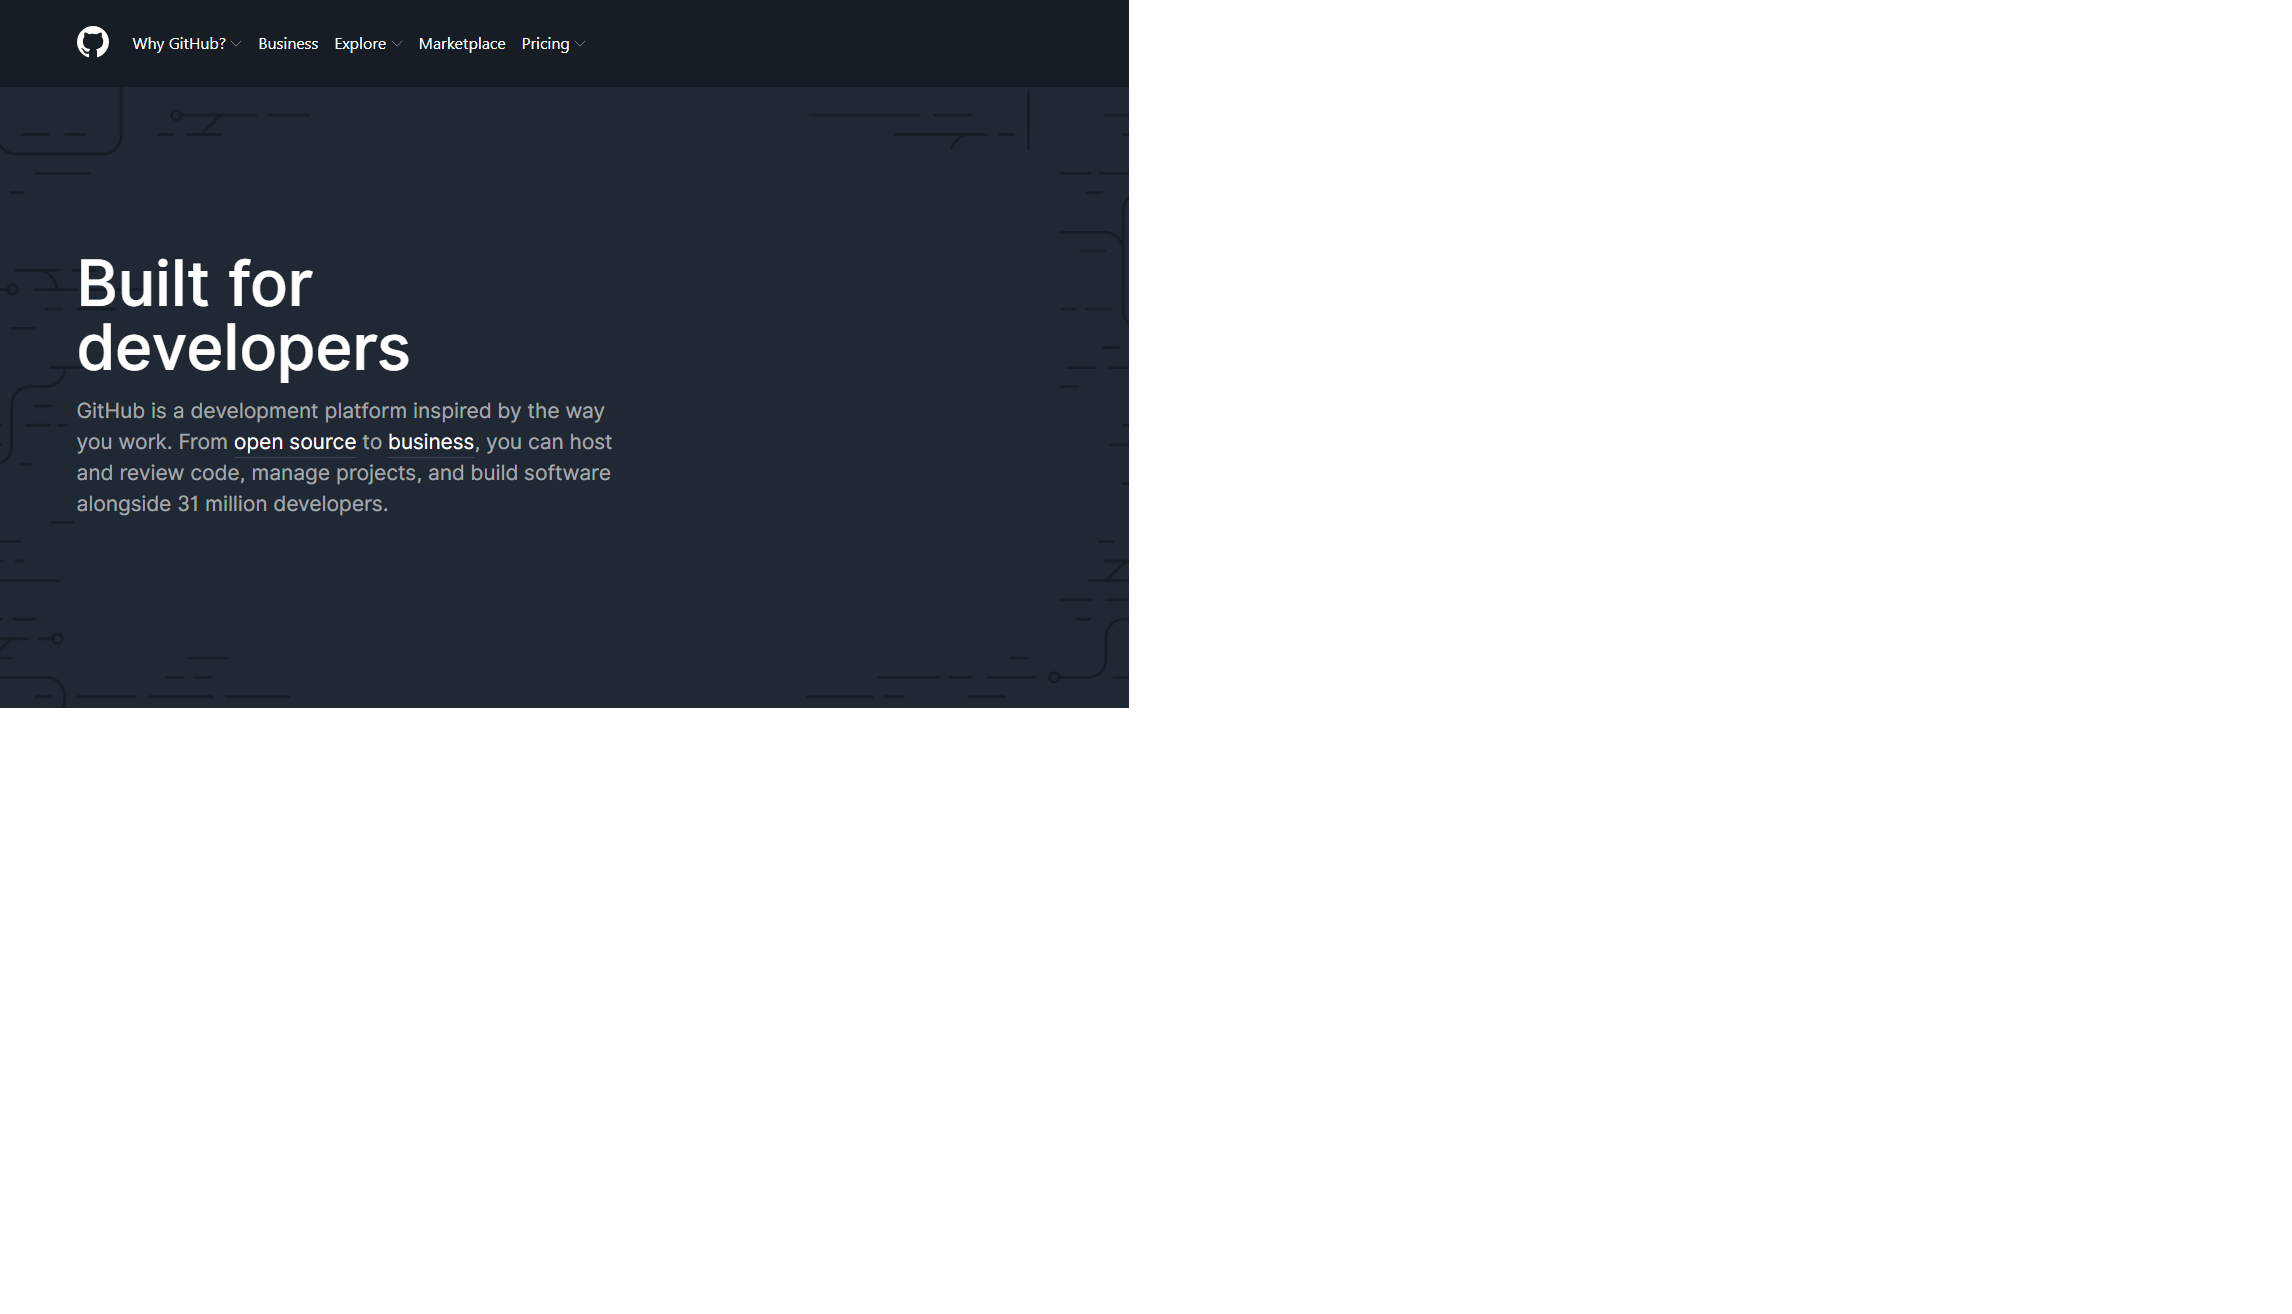 Why GitHub? Business Explore Marketplace Pricing
Built for
developers
GitHub is a development platform inspired by the way
you work. From open source to business, you can host
and review code, manage projects, and build software
alongside 31 million developers.